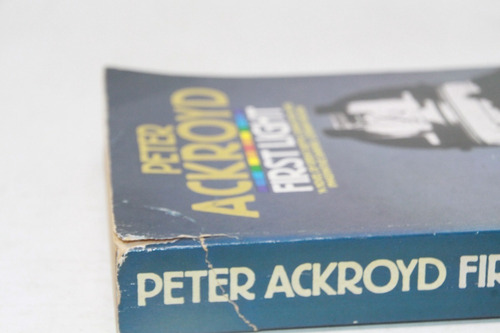 PETER
ACKROYD
FIRST LIGHT
PETER ACKROYD FIR